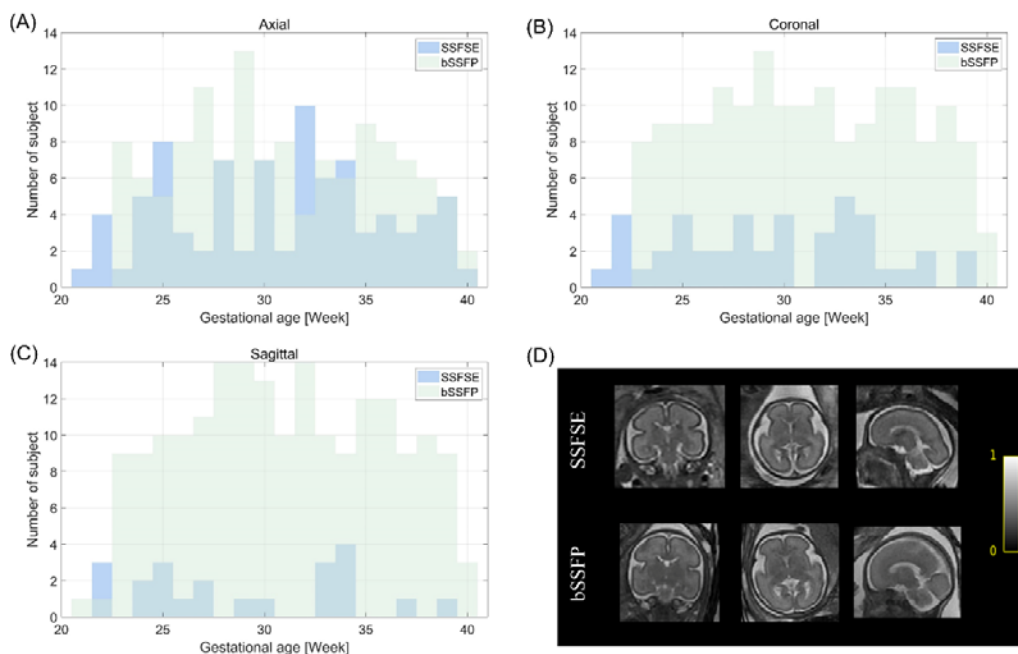 (A)
Axial
SSFSE
bSSFP
Number of subject
14
12
10
8
6
4
2
0
20
25
30
35
40
Gestational age [Week]
(B)
Coronal
SSFSE
bSSFP
Number of subject
14
12
10
8
6
4
2
0
20
25
30
35
40
Gestational age [Week]
(C)
Sagittal
SSFSE
bSSFP
Number of subject
14
12
10
8
6
4
2
0
20
25
30
35
40
Gestational age [Week]
(D)
SSFSE
bSSFP
1
0